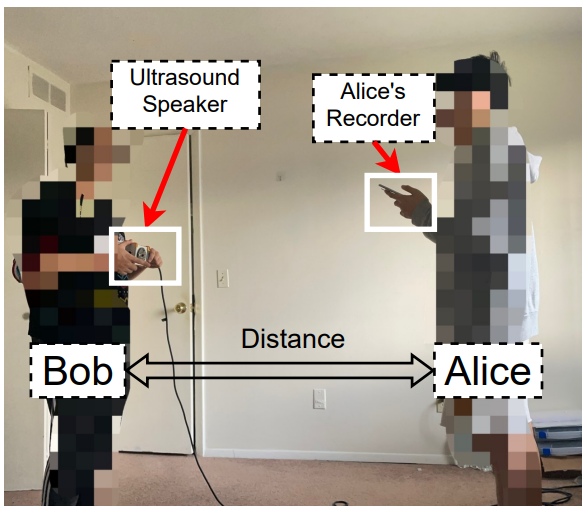 Ultrasound
Speaker
Alice's
Recorder
Distance
Bob
Alice